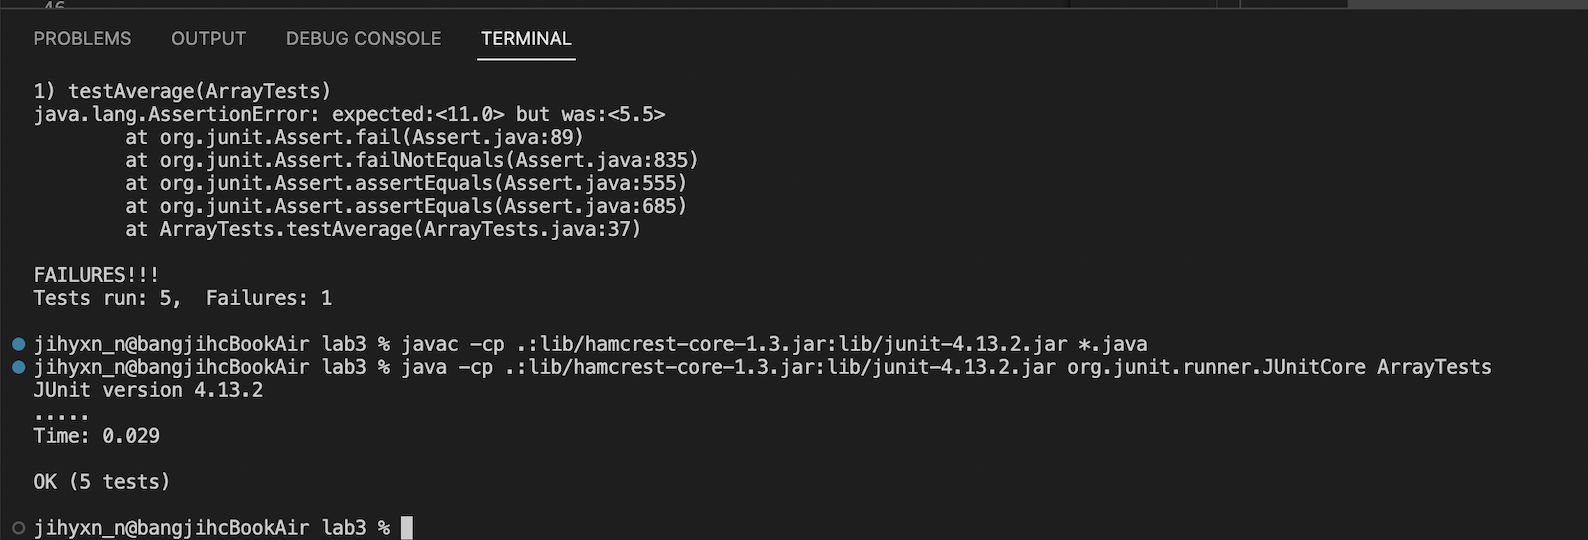 46
PROBLEMS OUTPUT DEBUG CONSOLE TERMINAL
1) testAverage(ArrayTests)
java.lang.AssertionError: expected:<11.0> but was:<5.5>
        at org.junit.Assert.fail(Assert.java:89)
        at org.junit.Assert.failNotEquals(Assert.java:835)
        at org.junit.Assert.assertEquals(Assert.java:555)
        at org.junit.Assert.assertEquals(Assert.java:685)
        at ArrayTests.testAverage(ArrayTests.java:37)
FAILURES!!!
Tests run: 5,  Failures: 1
jihyxn_n@bangjihcBookAir lab3 % javac -cp .:lib/hamcrest-core-1.3.jar:lib/junit-4.13.2.jar *.java
jihyxn_n@bangjihcBookAir lab3 % java -cp .:lib/hamcrest-core-1.3.jar:lib/junit-4.13.2.jar org.junit.runner.JUnitCore ArrayTests
JUnit version 4.13.2
.....
Time: 0.029
OK (5 tests)
jihyxn_n@bangjihcBookAir lab3 %